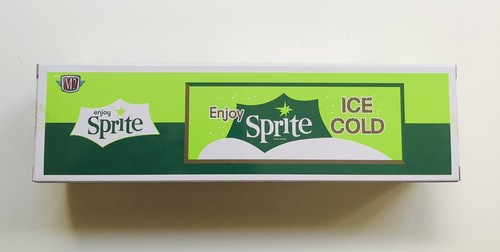 M2
enjoy
Sprite
Enjoy
Sprite
ICE
COLD